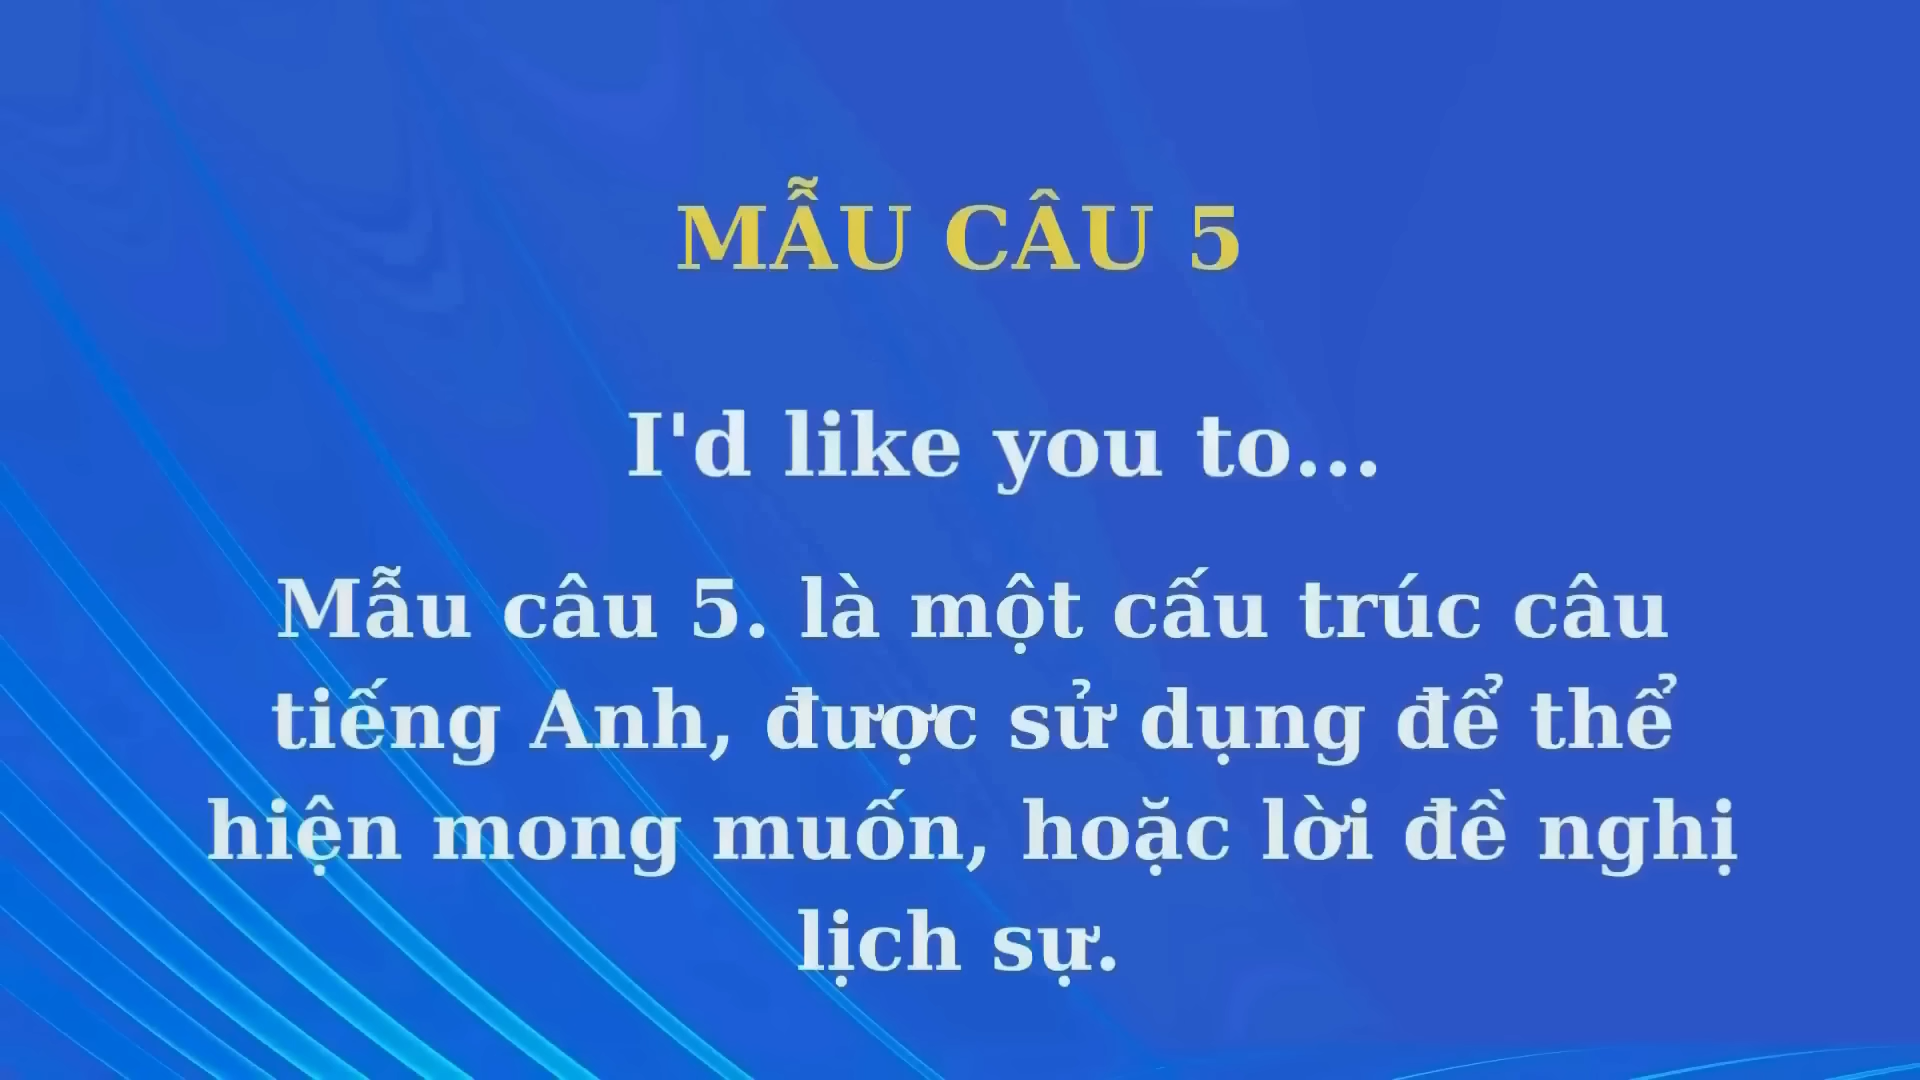 MẪU CÂU 5
I'd like you to...
Mẫu câu 5. là một cấu trúc câu
tiếng Anh, được sử dụng để thể
hiện mong muốn, hoặc lời đề nghị
lịch sự.